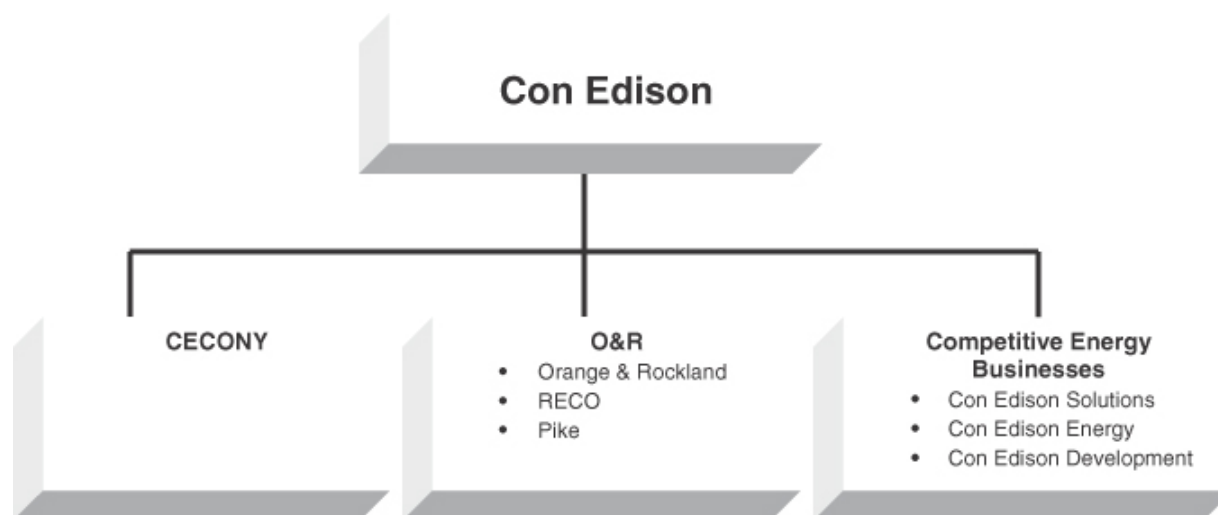 Con Edison
CECONY
O&R
• Orange & Rockland
• RECO
• Pike
Competitive Energy
Businesses
• Con Edison Solutions
• Con Edison Energy
• Con Edison Development